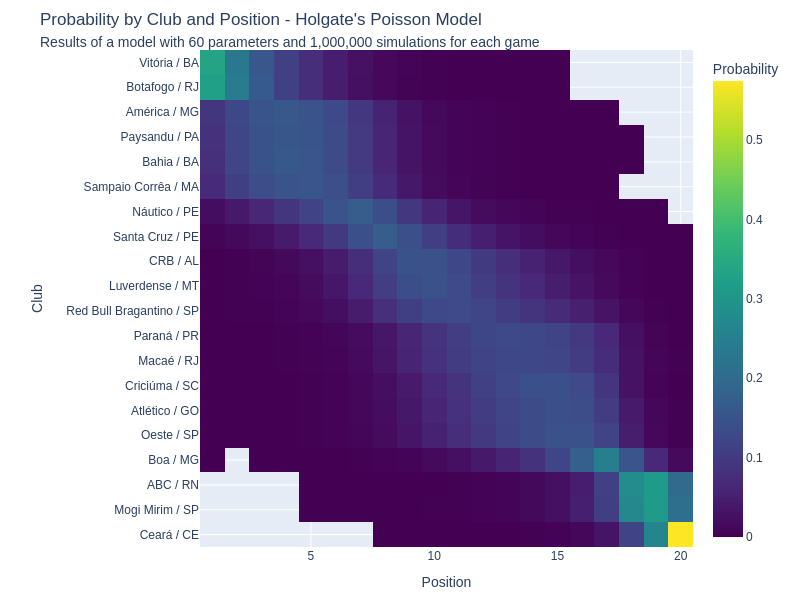 Probability by Club and Position - Holgate's Poisson Model
Results of a model with 60 parameters and 1,000,000 simulations for each game
Probability
Club
Vitória / BA
Botafogo / RJ
América / MG
Paysandu / PA
Bahia / BA
Sampaio Corrêa / MA
Náutico / PE
Santa Cruz / PE
CRB / AL
Luverdense / MT
Red Bull Bragantino / SP
Paraná / PR
Macaé / RJ
Criciúma / SC
Atlético / GO
Oeste / SP
Boa / MG
ABC / RN
Mogi Mirim / SP
Ceará / CE
0.5
0.4
0.3
0.2
0.1
0
5 10 15 20
Position